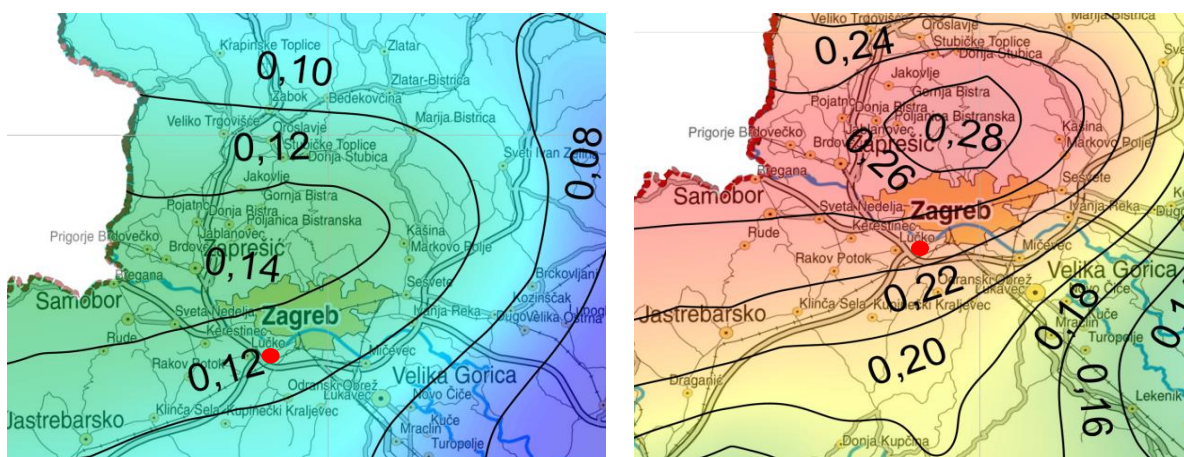 Krapinske Toplice
Zlatar
0,10
Zlatar-Bistrica
Zabok
Bedekovčina
Veliko Trgovišće
Oroslavje
Marija Bistrica
0,12
Stubičke Toplice
Donja Stubica
Sveti Ivan Zelina
0,08
Jakovlje
Gornja Bistra
Pojatno
Donja Bistra
Poljanica Bistranska
Jablanovec
Kašina
Prigorje Brdovečko
Brdovec
Zaprešić
Markovo Polje
0,14
Bregana
Sesvete
Brckovljani
Samobor
Kozinščak
Sveta Nedelja
Zagreb
Ivanja Reka
Dugo
Velika Ostrna
Rude
Kerestinec
Lučko
Rakov Potok
0,12
Mičevec
Odranski Obrež
Velika Gorica
Lukavec
Novo Čiče
Jastrebarsko
Klinča Sela
Kupinečki Kraljevec
Kuče
Mraclin
Turopolje
Veliko Trgovišće
Oroslavje
Marija Bistrica
0,24
Stubičke Toplice
Donja Stubica
Jakovlje
Gornja Bistra
Pojatno
Donja Bistra
Poljanica Bistranska
Jablanovec
0,28
Kašina
Prigorje Brdovečko
Brdovec
Zaprešić
Markovo Polje
0,26
Bregana
Sesvete
Samobor
Sveta Nedelja
Zagreb
Ivanja Reka
Dugo
Rude
Kerestinec
Lučko
Rakov Potok
Mičevec
Odranski Obrež
Velika Gorica
0,22
Lukavec
Novo Čiče
Klinča Sela
Kupinečki Kraljevec
0,18
Kuče
Jastrebarsko
Mraclin
Turopolje
0,20
Draganić
0,16
Lekenik
Donja Kupčina